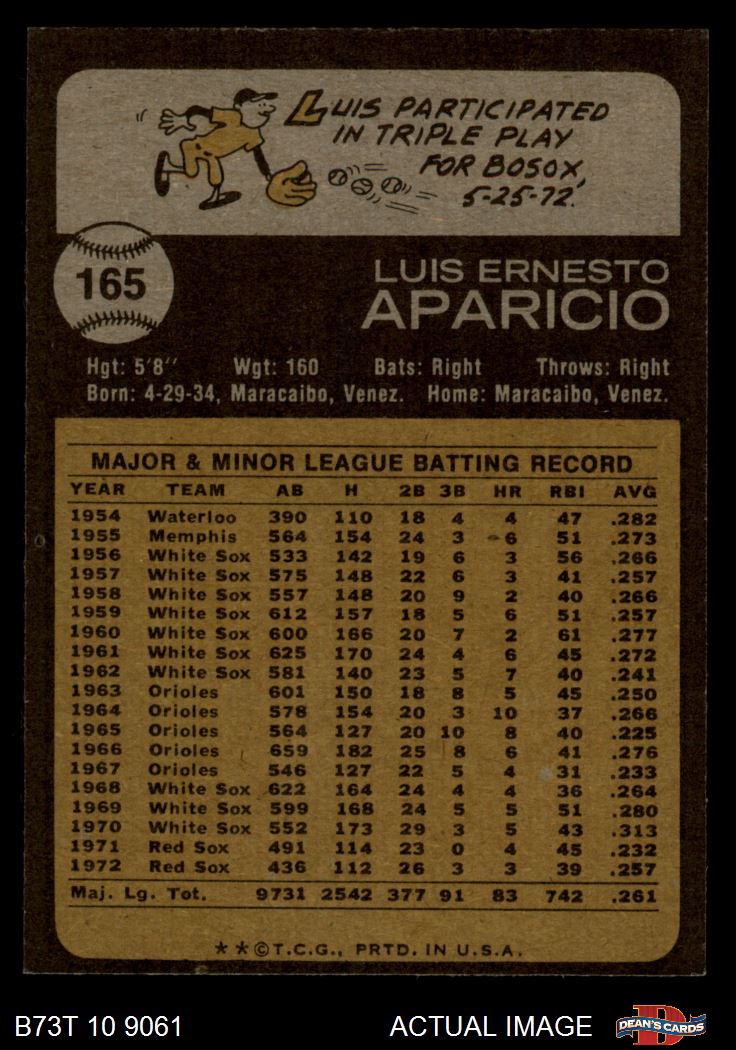 LUIS PARTICIPATED
IN TRIPLE PLAY
FOR BOSOX,
5-25-72.
165
LUIS ERNESTO
APARICIO
Hgt: 5'8'' Wgt: 160 Bats: Right Throws: Right
Born: 4-29-34, Maracaibo, Venez. Home: Maracaibo, Venez.
MAJOR & MINOR LEAGUE BATTING RECORD
YEAR TEAM AB H 2B 3B HR RBI AVG
1954 Waterloo 390 110 18 4 4 47 .282
1955 Memphis 564 154 24 3 6 51 .273
1956 White Sox 533 142 19 6 3 56 .266
1957 White Sox 575 148 22 6 3 41 .257
1958 White Sox 557 148 20 9 2 40 .266
1959 White Sox 612 157 18 5 6 51 .257
1960 White Sox 600 166 20 7 2 61 .277
1961 White Sox 625 170 24 4 6 45 .272
1962 White Sox 581 140 23 5 7 40 .241
1963 Orioles 601 150 18 8 5 45 .250
1964 Orioles 578 154 20 3 10 37 .266
1965 Orioles 564 127 20 10 8 40 .225
1966 Orioles 659 182 25 8 6 41 .276
1967 Orioles 546 127 22 5 4 31 .233
1968 White Sox 622 164 24 4 4 36 .264
1969 White Sox 599 168 24 5 5 51 .280
1970 White Sox 552 173 29 3 5 43 .313
1971 Red Sox 491 114 23 0 4 45 .232
1972 Red Sox 436 112 26 3 3 39 .257
Maj. Lg. Tot. 9731 2542 377 91 83 742 .261
**©T.C.G., PRTD. IN U.S.A.
B73T 10 9061 ACTUAL IMAGE D DEAN'S CARDS